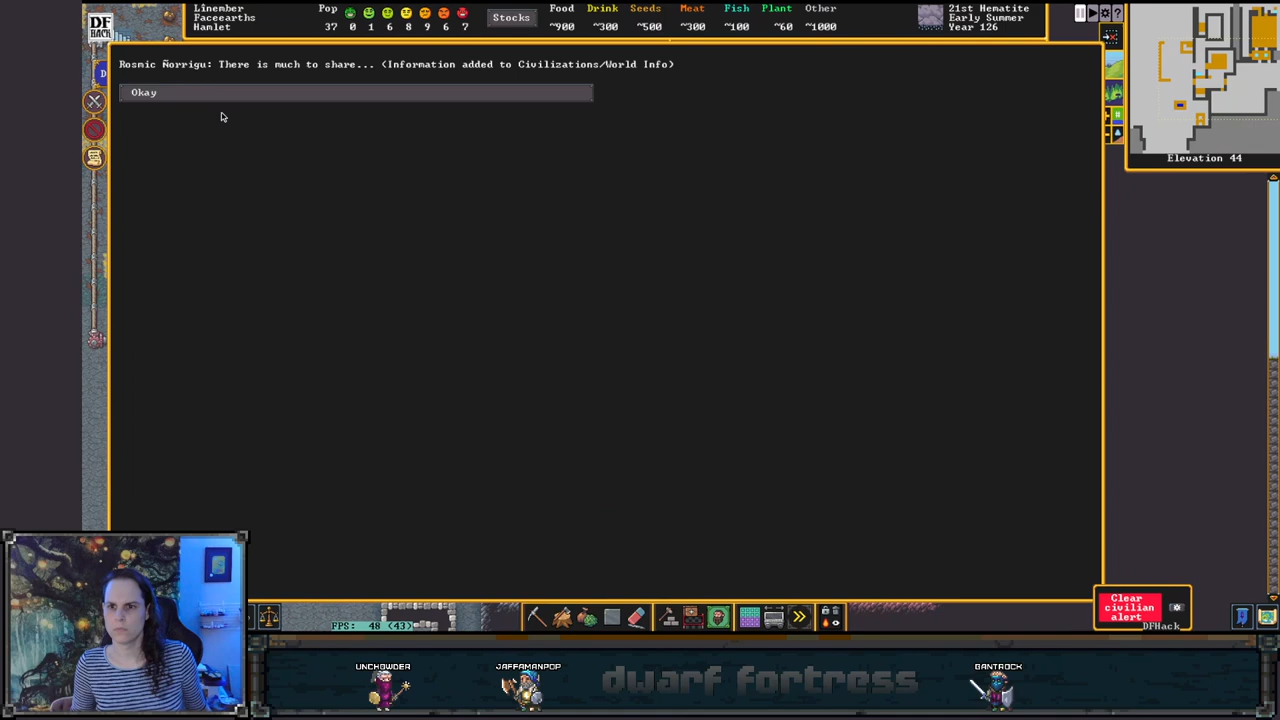 DF
HACK
Linember
Faceearths
Hamlet
Pop
37 0 1 6 8 9 6 7
Stocks
Food Drink Seeds Meat Fish Plant Other
~900 ~300 ~500 ~300 ~100 ~60 ~1000
21st Hematite
Early Summer
Year 126
?
Elevation 44
D
Rosmic Ñorrigu: There is much to share... (Information added to Civilizations/World Info)
Okay
FPS: 48 (43)
Clear
civilian
alert
DFHack
UNCHOWDER
JAFFAMANPOP
GANTROCK
dwarf fortress